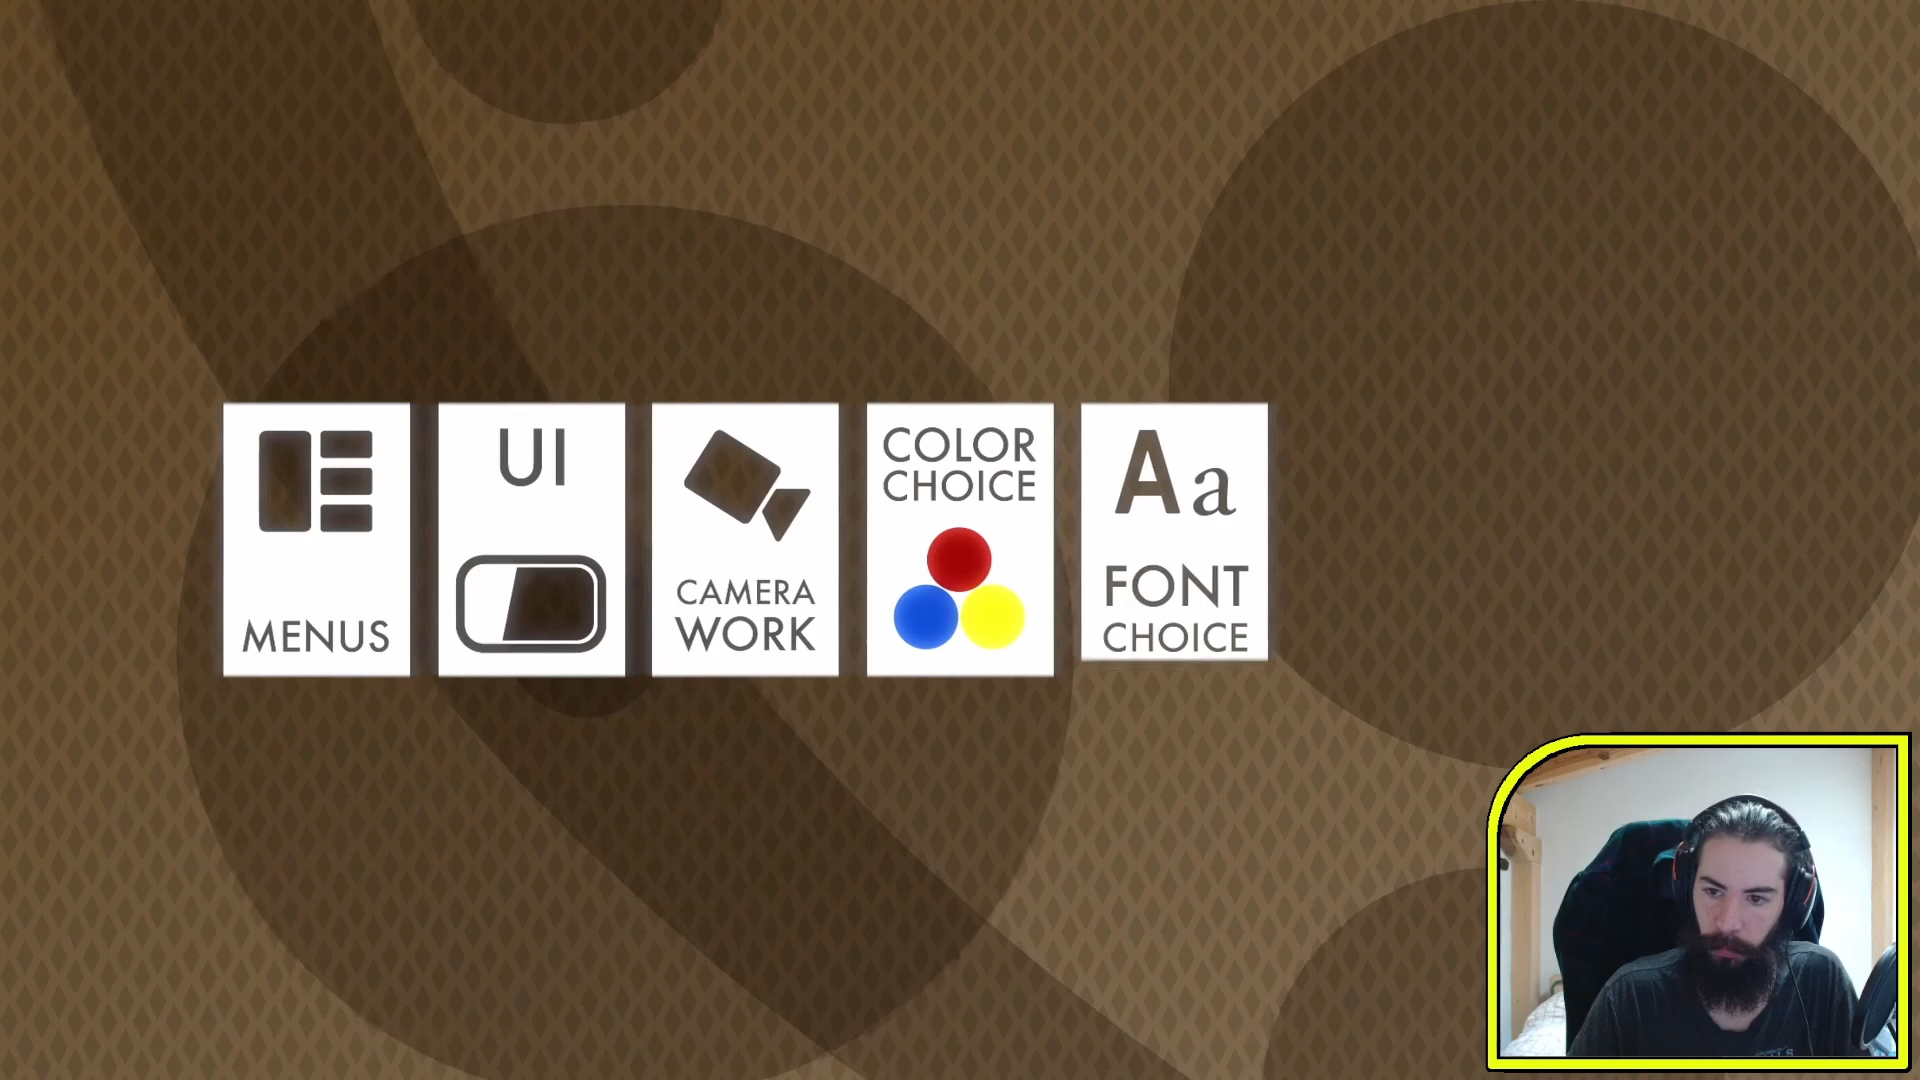 MENUS
UI
CAMERA
WORK
COLOR
CHOICE
Aa
FONT
CHOICE